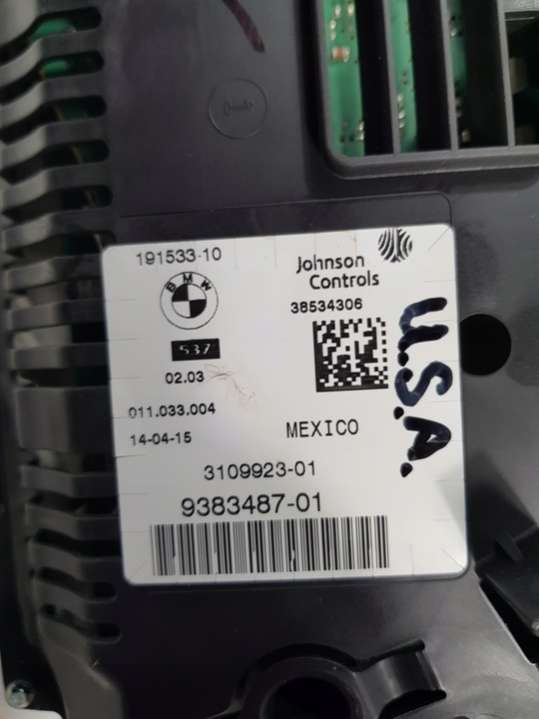 191533-10
BMW
537
02.03
011.033.004
14-04-15
Johnson
Controls
38534306
MEXICO
3109923-01
9383487-01
U.S.A.